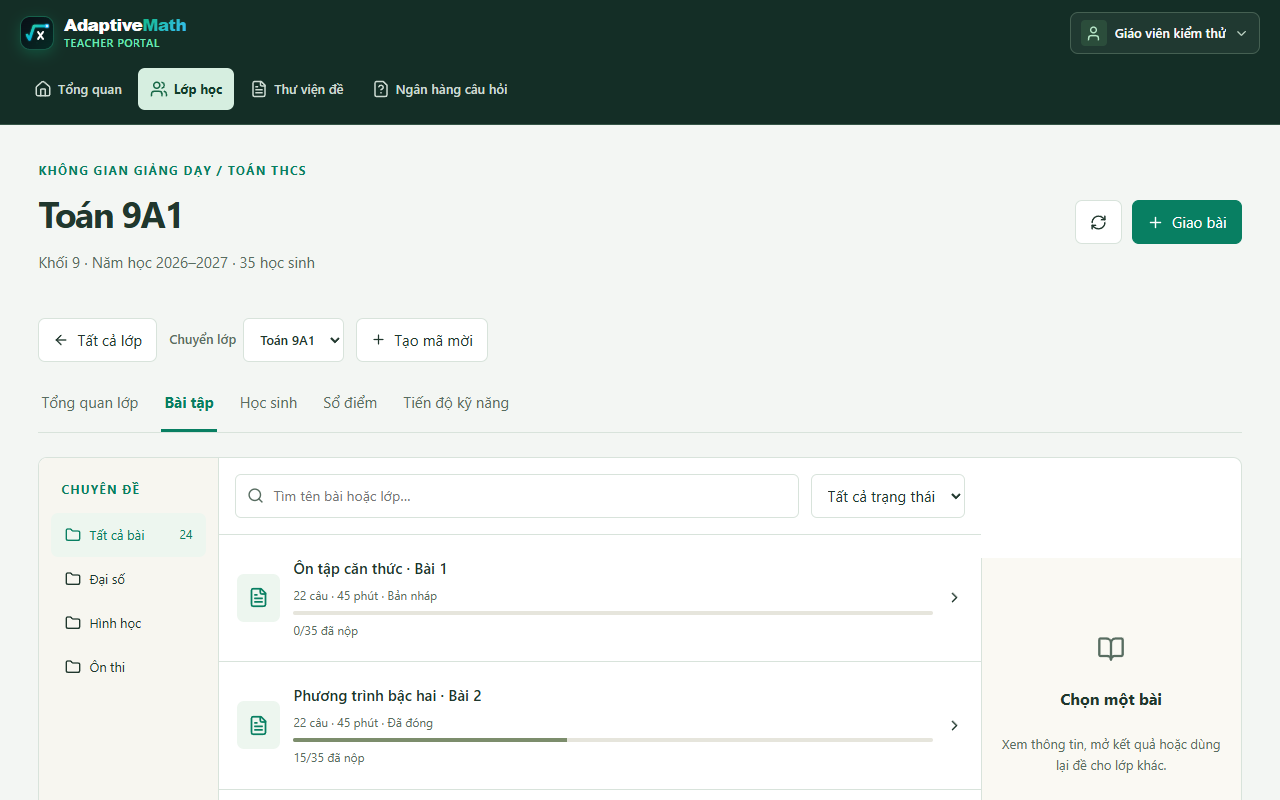 AdaptiveMath
TEACHER PORTAL
Giáo viên kiểm thử
Tổng quan
Lớp học
Thư viện đề
Ngân hàng câu hỏi
KHÔNG GIAN GIẢNG DẠY / TOÁN THCS
Toán 9A1
Khối 9 · Năm học 2026–2027 · 35 học sinh
+ Giao bài
Tất cả lớp
Chuyển lớp
Toán 9A1
+ Tạo mã mời
Tổng quan lớp
Bài tập
Học sinh
Sổ điểm
Tiến độ kỹ năng
CHUYÊN ĐỀ
Tất cả bài 24
Đại số
Hình học
Ôn thi
Tìm tên bài hoặc lớp...
Tất cả trạng thái
Ôn tập căn thức · Bài 1
22 câu · 45 phút · Bản nháp
0/35 đã nộp
Phương trình bậc hai · Bài 2
22 câu · 45 phút · Đã đóng
15/35 đã nộp
Chọn một bài
Xem thông tin, mở kết quả hoặc dùng
lại đề cho lớp khác.